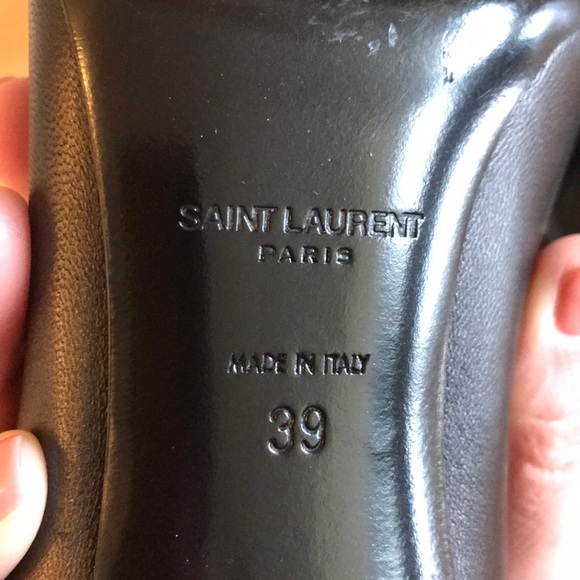 SAINT LAURENT
PARIS
MADE IN ITALY
39